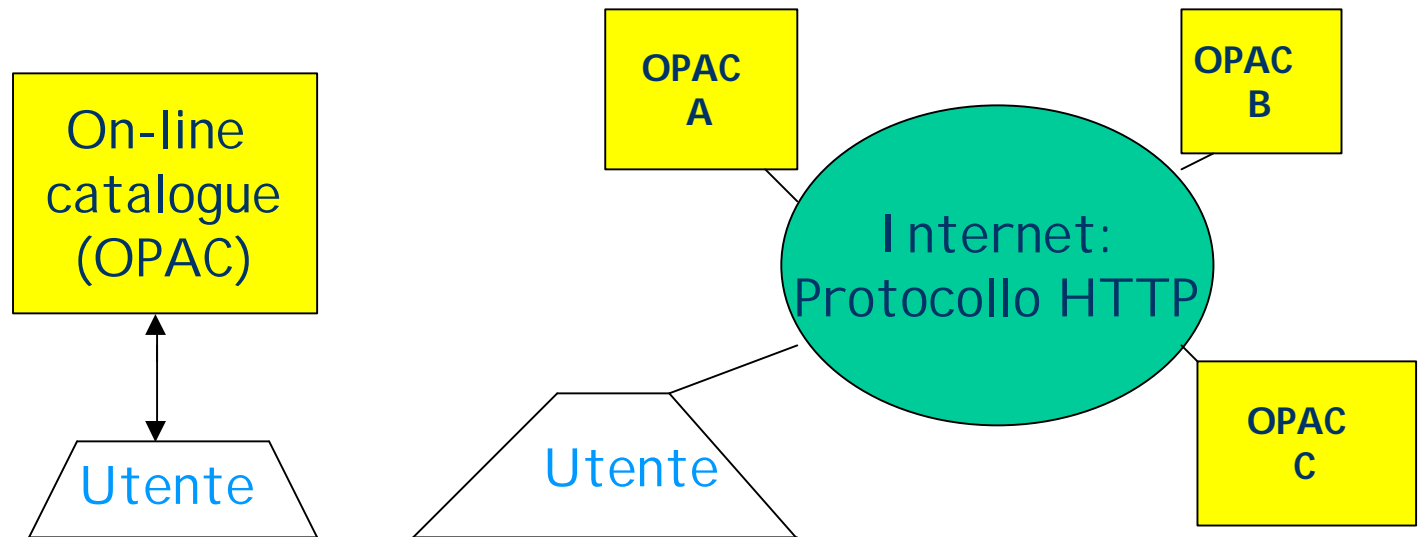 On-line
catalogue
(OPAC)
Utente
OPAC
A
OPAC
B
Internet:
Protocollo HTTP
Utente
OPAC
C